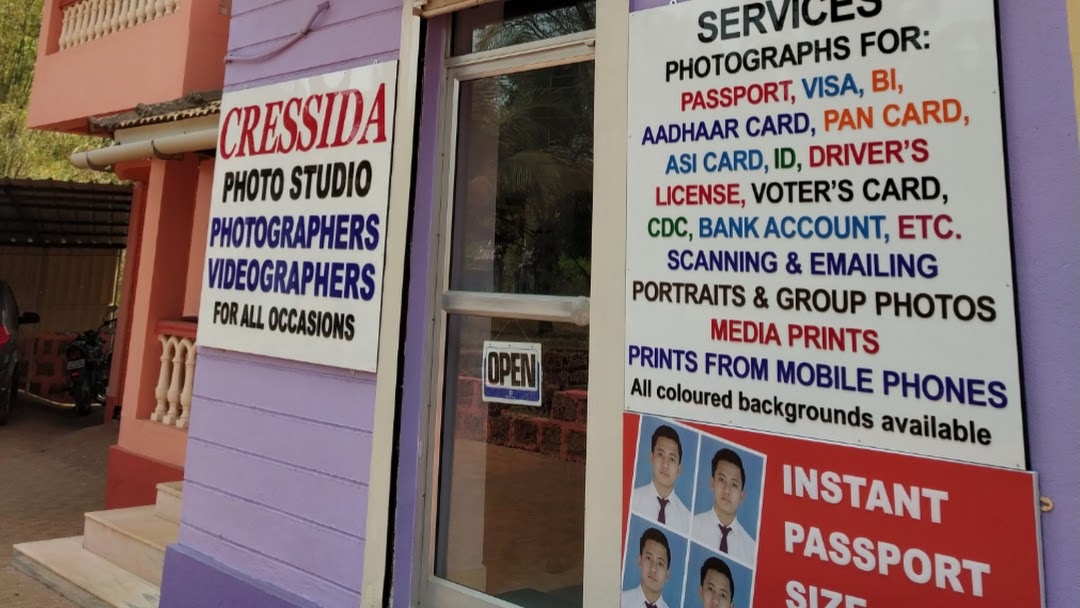 CRESSIDA
PHOTO STUDIO
PHOTOGRAPHERS
VIDEOGRAPHERS
FOR ALL OCCASIONS
OPEN
SERVICES
PHOTOGRAPHS FOR:
PASSPORT, VISA, BI,
AADHAAR CARD, PAN CARD,
ASI CARD, ID, DRIVER'S
LICENSE, VOTER'S CARD,
CDC, BANK ACCOUNT, ETC.
SCANNING & EMAILING
PORTRAITS & GROUP PHOTOS
MEDIA PRINTS
PRINTS FROM MOBILE PHONES
All coloured backgrounds available
INSTANT
PASSPORT
SIZE